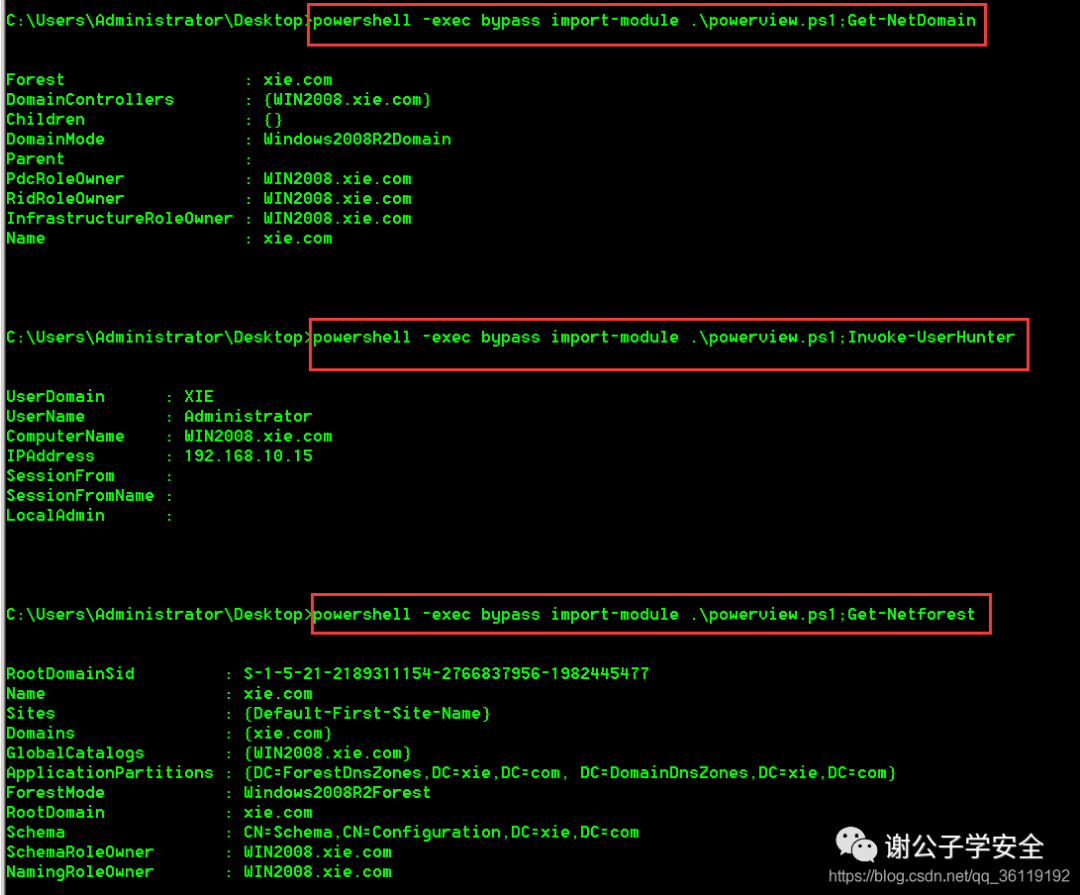 C:\Users\Administrator\Desktop>powershell -exec bypass import-module .\powerview.ps1;Get-NetDomain
Forest : xie.com
DomainControllers : {WIN2008.xie.com}
Children : {}
DomainMode : Windows2008R2Domain
Parent :
PdcRoleOwner : WIN2008.xie.com
RidRoleOwner : WIN2008.xie.com
InfrastructureRoleOwner : WIN2008.xie.com
Name : xie.com
C:\Users\Administrator\Desktop>powershell -exec bypass import-module .\powerview.ps1;Invoke-UserHunter
UserDomain : XIE
UserName : Administrator
ComputerName : WIN2008.xie.com
IPAddress : 192.168.10.15
SessionFrom :
SessionFromName :
LocalAdmin :
C:\Users\Administrator\Desktop>powershell -exec bypass import-module .\powerview.ps1;Get-Netforest
RootDomainSid : S-1-5-21-2189311154-2766837956-1982445477
Name : xie.com
Sites : {Default-First-Site-Name}
Domains : {xie.com}
GlobalCatalogs : {WIN2008.xie.com}
ApplicationPartitions : {DC=ForestDnsZones,DC=xie,DC=com, DC=DomainDnsZones,DC=xie,DC=com}
ForestMode : Windows2008R2Forest
RootDomain : xie.com
Schema : CN=Schema,CN=Configuration,DC=xie,DC=com
SchemaRoleOwner : WIN2008.xie.com
NamingRoleOwner : WIN2008.xie.com
谢公子学安全
https://blog.csdn.net/qq_36119192